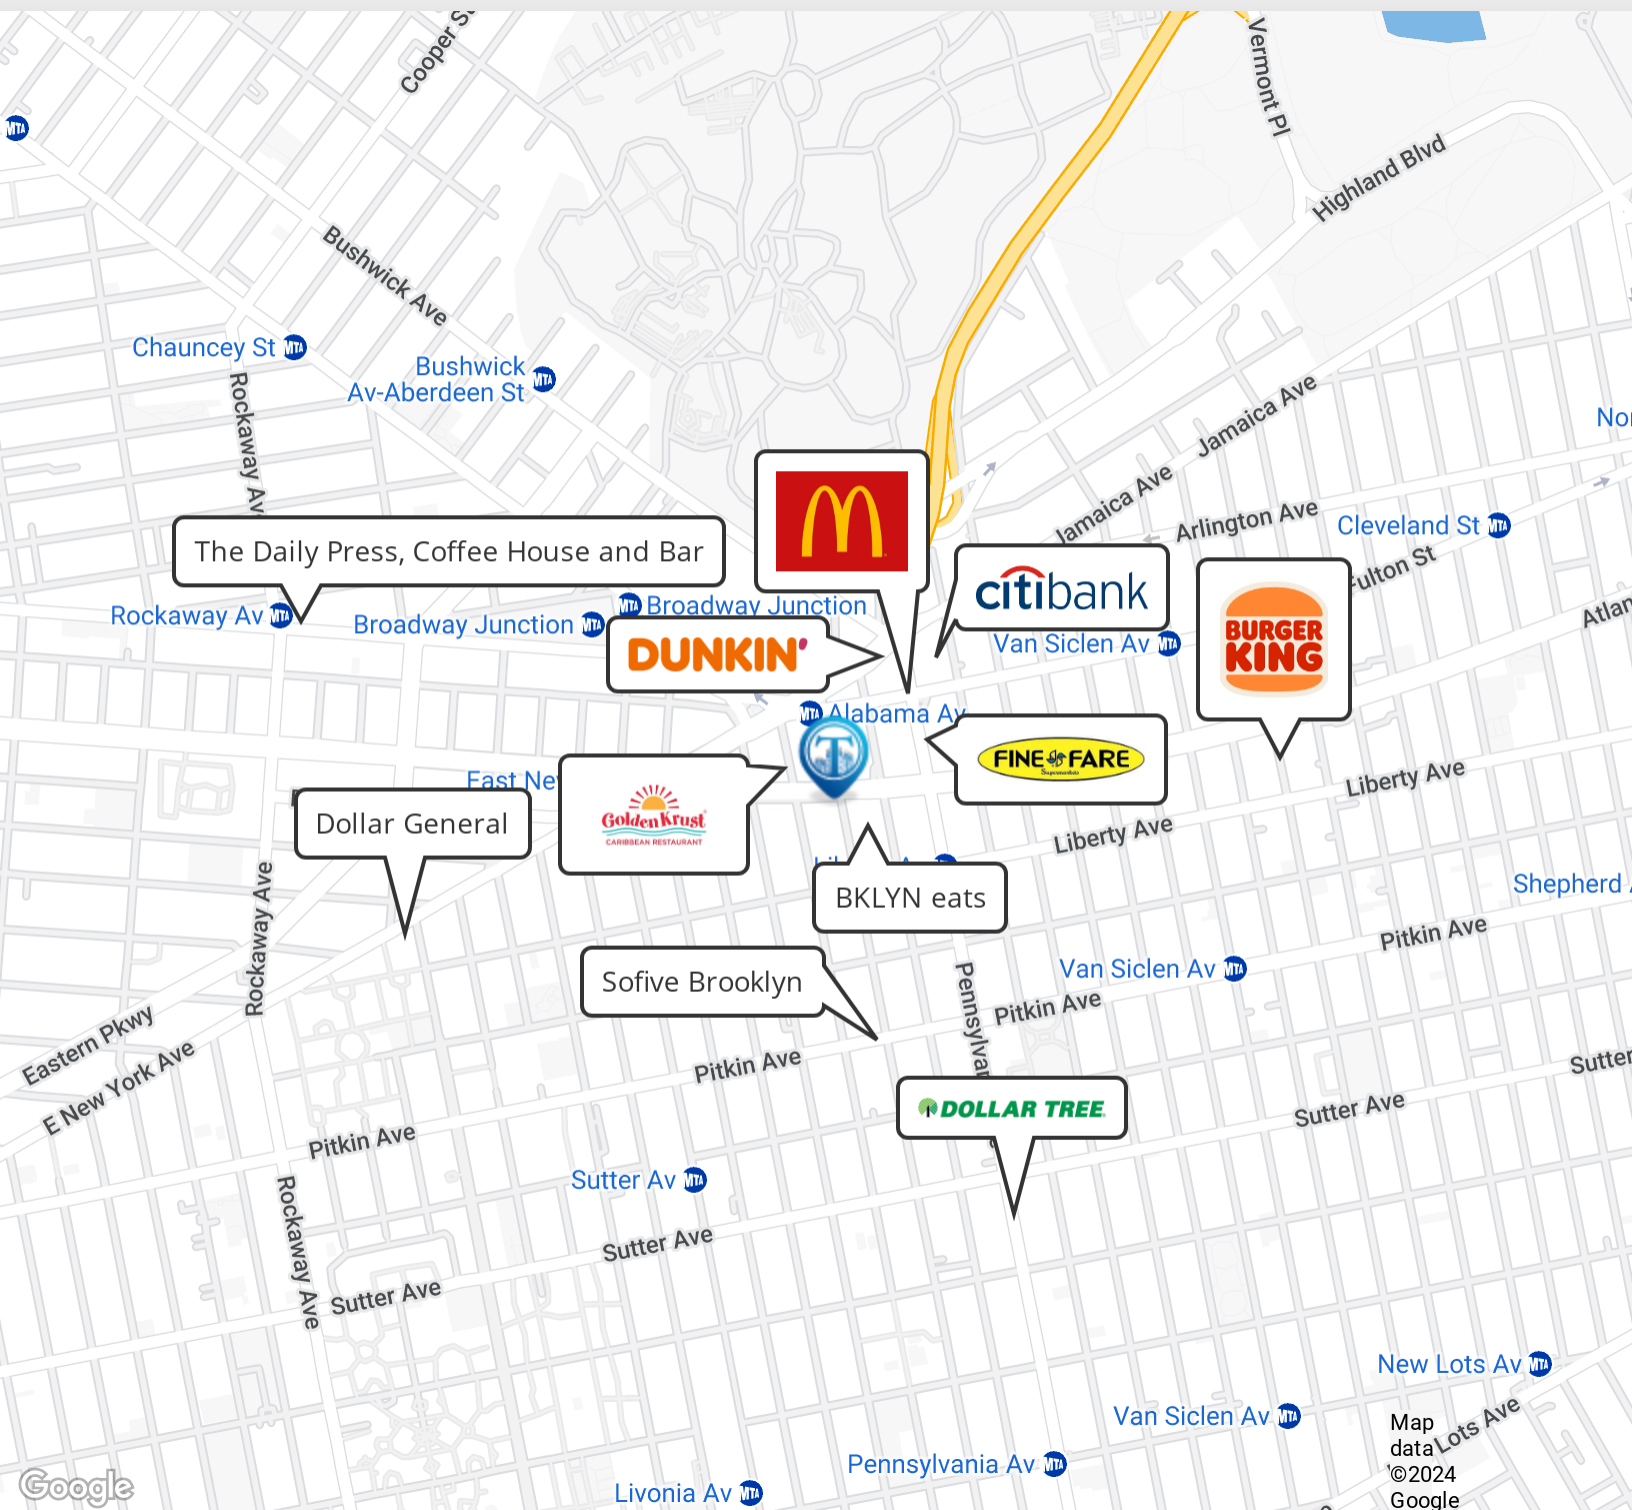 Cooper St
Vermont Pl
Highland Blvd
Bushwick Ave
Chauncey St
Bushwick
Av-Aberdeen St
Rockaway Av
Jamaica Ave
Jamaica Ave
Arlington Ave
Cleveland St
Fulton St
The Daily Press, Coffee House and Bar
citibank
BURGER
KING
Rockaway Av
Broadway Junction
Broadway Junction
DUNKIN'
Van Siclen Av
Alabama Av
FINE FARE
Supermarkets
East New
Golden Krust
CARIBBEAN RESTAURANT
Liberty Ave
Liberty Ave
Dollar General
BKLYN eats
Shepherd
Rockaway Ave
Pitkin Ave
Van Siclen Av
Sofive Brooklyn
Pitkin Ave
Eastern Pkwy
E New York Ave
Pitkin Ave
DOLLAR TREE
Sutter
Sutter Ave
Pitkin Ave
Sutter Av
Rockaway Ave
Sutter Ave
Sutter Ave
New Lots Av
Van Siclen Av
Lots Ave
Pennsylvania Av
Livonia Av
Google
Map
data
©2024
Google
MTA